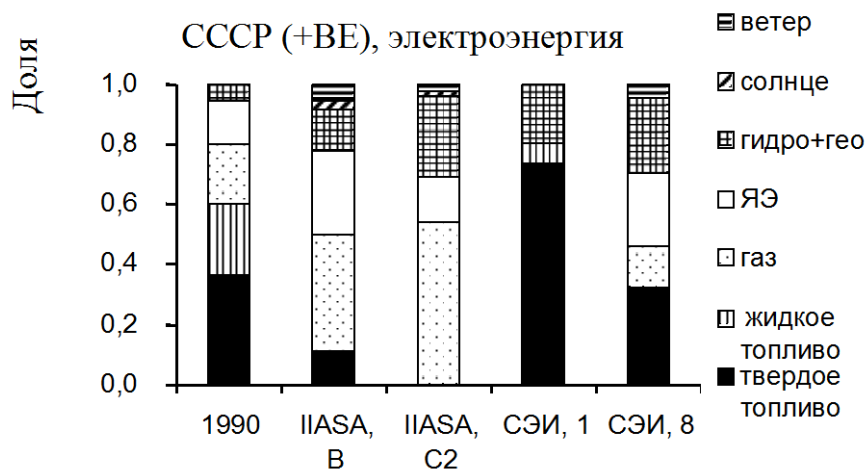 СССР (+ВЕ), электроэнергия
Доля
1,0
0,8
0,6
0,4
0,2
0,0
1990
IIASA,
B
IIASA,
C2
СЭИ, 1
СЭИ, 8
ветер
солнце
гидро+гео
ЯЭ
газ
жидкое
топливо
твердое
топливо